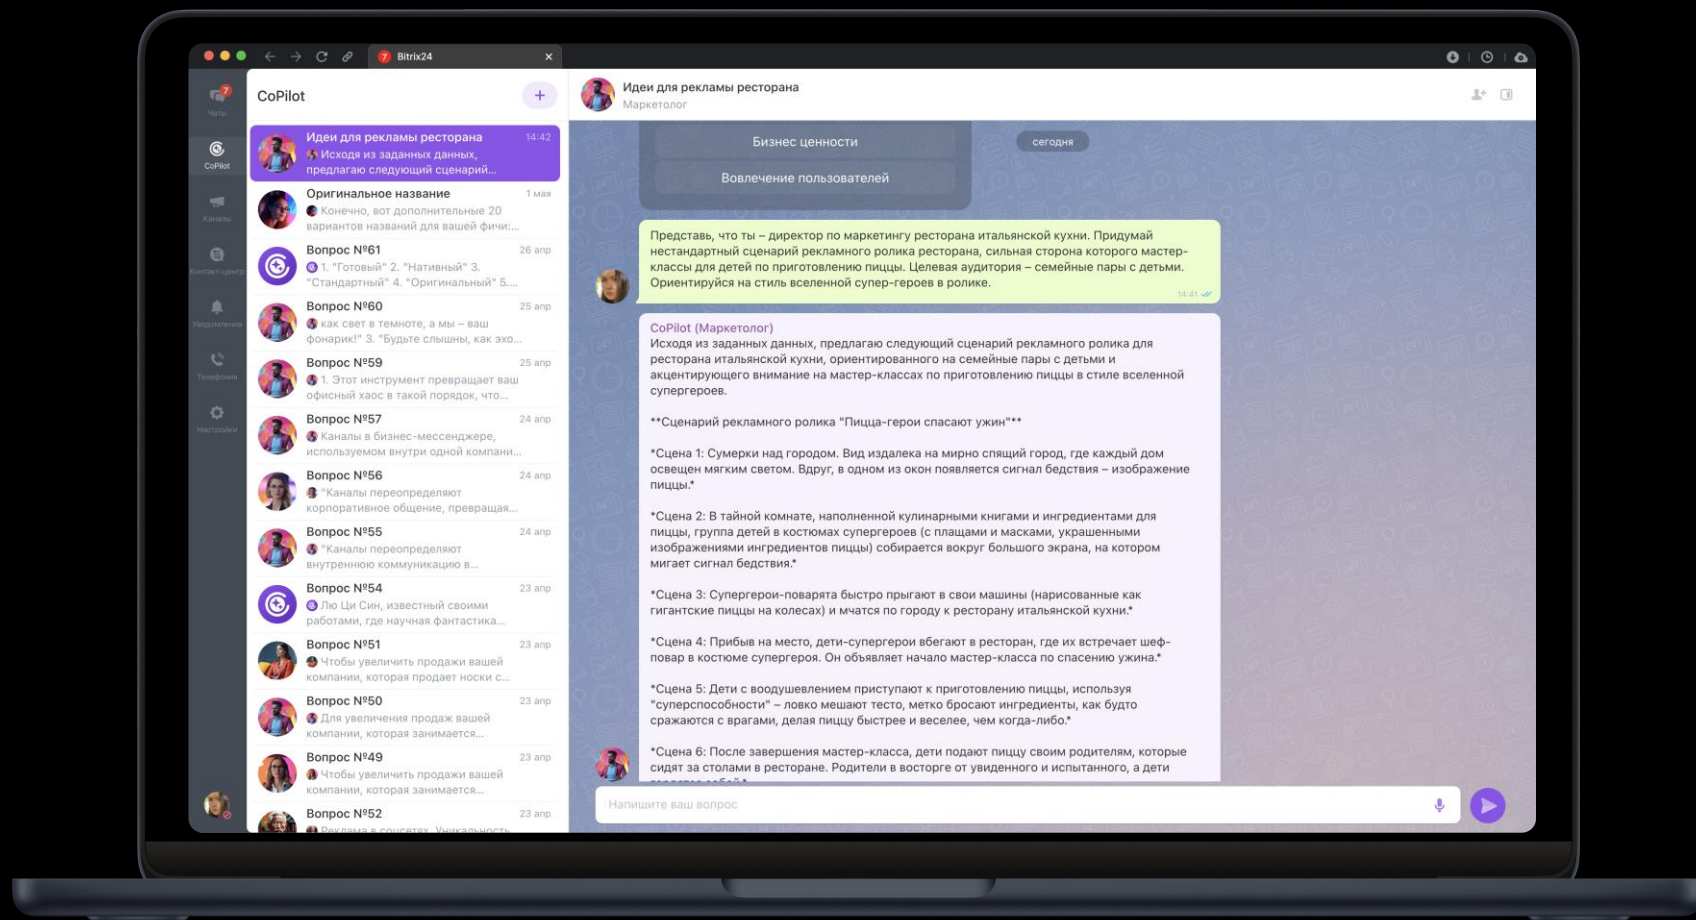 7
Bitrix24
7
Чаты
CoPilot
Каналы
Контакт-центр
Уведомления
Телефония
Настройки
CoPilot
Идеи для рекламы ресторана
14:42
Исходя из заданных данных,
предлагаю следующий сценарий...
Оригинальное название
1 мая
Конечно, вот дополнительные 20
вариантов названий для вашей фичи:...
Вопрос №61
26 апр
1. "Готовый" 2. "Нативный" 3.
"Стандартный" 4. "Оригинальный" 5....
Вопрос №60
25 апр
как свет в темноте, а мы – ваш
фонарик!" 3. "Будьте слышны, как эхо...
Вопрос №59
25 апр
1. Этот инструмент превращает ваш
офисный хаос в такой порядок, что...
Вопрос №57
24 апр
Каналы в бизнес-мессенджере,
используемом внутри одной компани...
Вопрос №56
24 апр
"Каналы переопределяют
корпоративное общение, превращая...
Вопрос №55
24 апр
"Каналы переопределяют
внутреннюю коммуникацию в...
Вопрос №54
23 апр
Лю Ци Син, известный своими
работами, где научная фантастика...
Вопрос №51
23 апр
Чтобы увеличить продажи вашей
компании, которая продает носки с...
Вопрос №50
23 апр
Для увеличения продаж вашей
компании, которая занимается...
Вопрос №49
23 апр
Чтобы увеличить продажи вашей
компании, которая занимается...
Вопрос №52
23 апр
Реклама в соцсетях. Уникальность
Идеи для рекламы ресторана
Маркетолог
Бизнес ценности
сегодня
Вовлечение пользователей
Представь, что ты – директор по маркетингу ресторана итальянской кухни. Придумай
нестандартный сценарий рекламного ролика ресторана, сильная сторона которого мастер-
классы для детей по приготовлению пиццы. Целевая аудитория – семейные пары с детьми.
Ориентируйся на стиль вселенной супер-героев в ролике.
14:41
CoPilot (Маркетолог)
Исходя из заданных данных, предлагаю следующий сценарий рекламного ролика для
ресторана итальянской кухни, ориентированного на семейные пары с детьми и
акцентирующего внимание на мастер-классах по приготовлению пиццы в стиле вселенной
супергероев.
**Сценарий рекламного ролика "Пицца-герои спасают ужин"**
*Сцена 1: Сумерки над городом. Вид издалека на мирно спящий город, где каждый дом
освещен мягким светом. Вдруг, в одном из окон появляется сигнал бедствия – изображение
пиццы.*
*Сцена 2: В тайной комнате, наполненной кулинарными книгами и ингредиентами для
пиццы, группа детей в костюмах супергероев (с плащами и масками, украшенными
изображениями ингредиентов пиццы) собирается вокруг большого экрана, на котором
мигает сигнал бедствия.*
*Сцена 3: Супергерои-поварята быстро прыгают в свои машины (нарисованные как
гигантские пиццы на колесах) и мчатся по городу к ресторану итальянской кухни.*
*Сцена 4: Прибыв на место, дети-супергерои вбегают в ресторан, где их встречает шеф-
повар в костюме супергероя. Он объявляет начало мастер-класса по спасению ужина.*
*Сцена 5: Дети с воодушевлением приступают к приготовлению пиццы, используя
"суперспособности" – ловко мешают тесто, метко бросают ингредиенты, как будто
сражаются с врагами, делая пиццу быстрее и веселее, чем когда-либо.*
*Сцена 6: После завершения мастер-класса, дети подают пиццу своим родителям, которые
сидят за столами в ресторане. Родители в восторге от увиденного и испытанного, а дети
Напишите ваш вопрос